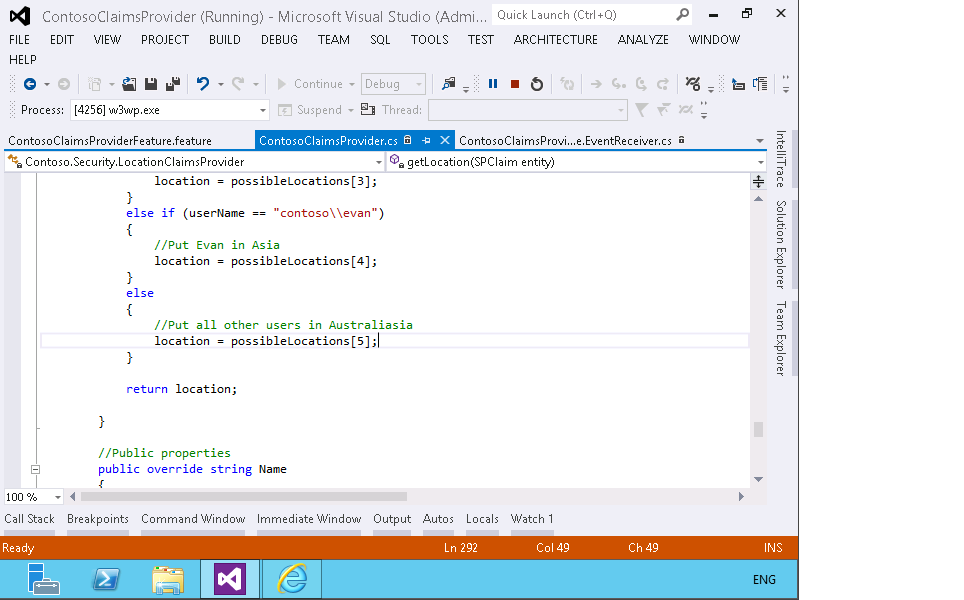 ContosoClaimsProvider (Running) - Microsoft Visual Studio (Admi... Quick Launch (Ctrl+Q)
FILE EDIT VIEW PROJECT BUILD DEBUG TEAM SQL TOOLS TEST ARCHITECTURE ANALYZE WINDOW
HELP
Continue Debug
Process: [4256] w3wp.exe Suspend Thread:
ContosoClaimsProviderFeature.feature ContosoClaimsProvider.cs ContosoClaimsProvi...e.EventReceiver.cs
Contoso.Security.LocationClaimsProvider getLocation(SPClaim entity)
location = possibleLocations[3];
}
else if (userName == "contoso\\evan")
{
//Put Evan in Asia
location = possibleLocations[4];
}
else
{
//Put all other users in Australiasia
location = possibleLocations[5];
}
return location;
}
//Public properties
public override string Name
{
100 %
IntelliTrace
Solution Explorer
Team Explorer
Call Stack Breakpoints Command Window Immediate Window Output Autos Locals Watch 1
Ready Ln 292 Col 49 Ch 49 INS
ENG